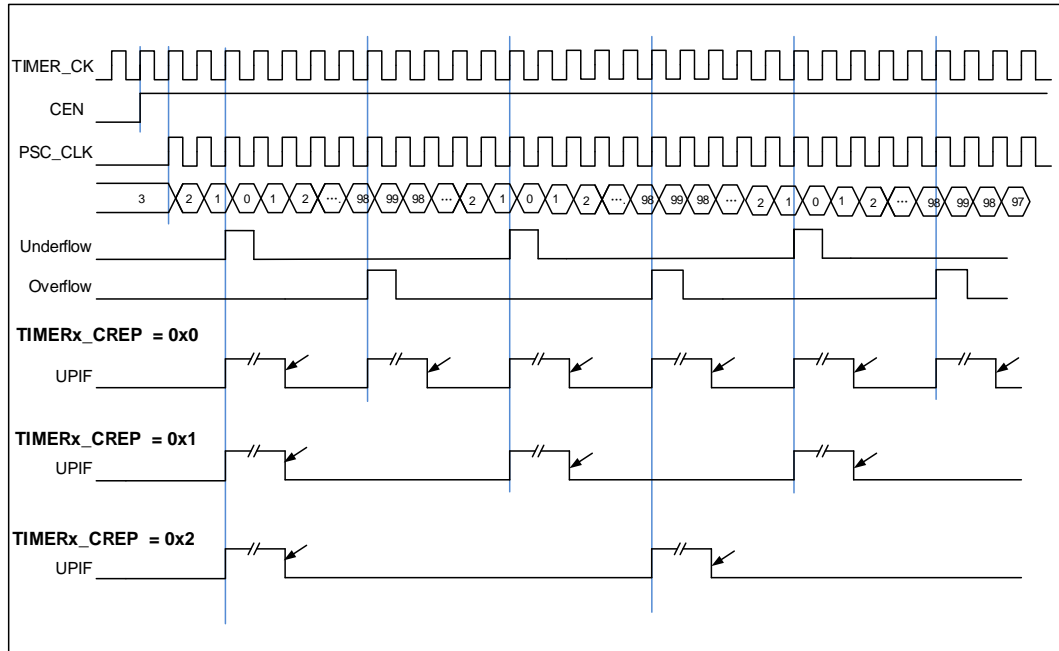 TIMER_CK
CEN
PSC_CLK
3 2 1 0 1 2 .... 98 99 98 ... 2 1 0 1 2 .... 98 99 98 ... 2 1 0 1 2 ... 98 99 98 97
Underflow
Overflow
TIMERx_CREP = 0x0
UPIF
TIMERx_CREP = 0x1
UPIF
TIMERx_CREP = 0x2
UPIF